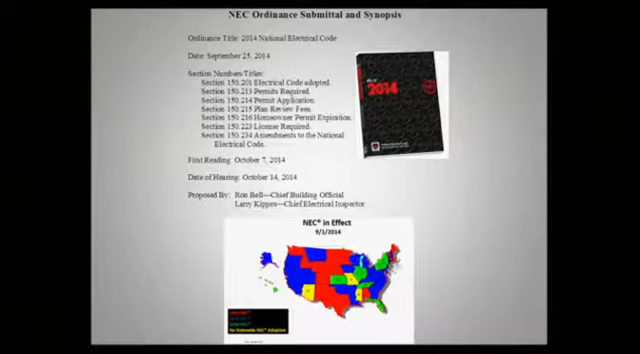 NEC Ordinance Submittal and Synopsis
Ordinance Title: 2014 National Electrical Code
Date: September 25, 2014
Section Numbers/Titles:
Section 150.201 Electrical Code adopted.
Section 150.213 Permits Required.
Section 150.214 Permit Application.
Section 150.215 Plan Review Fees.
Section 150.216 Homeowner Permit Expiration.
Section 150.223 License Required.
Section 150.234 Amendments to the National
Electrical Code.
2014
First Reading: October 7, 2014
Date of Hearing: October 14, 2014
Proposed By: Ron Bell—Chief Building Official
Larry Kippes—Chief Electrical Inspector
NEC® in Effect
9/1/2014
No Statewide NEC® Adoption